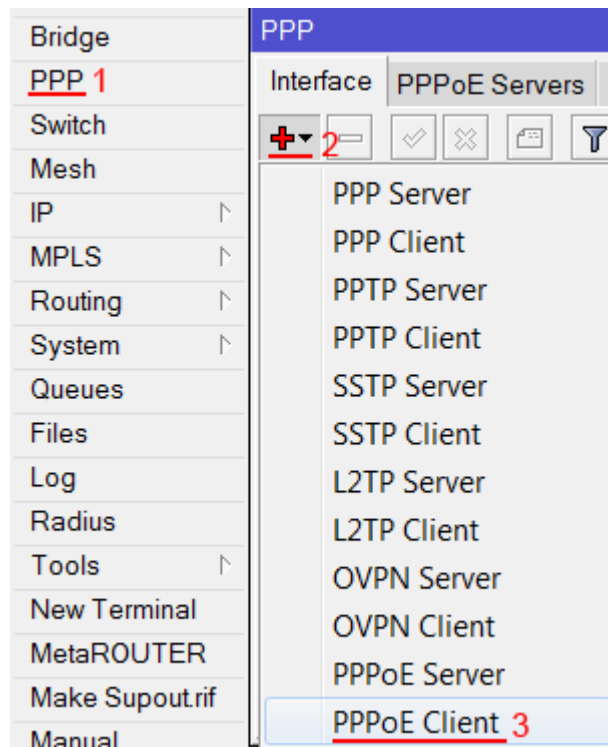 Bridge
PPP 1
Switch
Mesh
IP
MPLS
Routing
System
Queues
Files
Log
Radius
Tools
New Terminal
MetaROUTER
Make Supout.rif
Manual
PPP
Interface PPPoE Servers
2
PPP Server
PPP Client
PPTP Server
PPTP Client
SSTP Server
SSTP Client
L2TP Server
L2TP Client
OVPN Server
OVPN Client
PPPoE Server
PPPoE Client 3